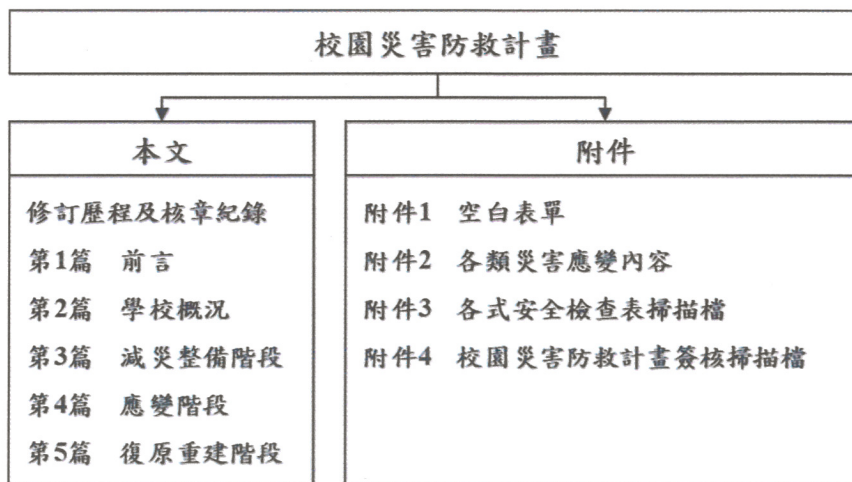 校園災害防救計畫
本文
修訂歷程及核章紀錄
第1篇 前言
第2篇 學校概況
第3篇 減災整備階段
第4篇 應變階段
第5篇 復原重建階段
附件
附件1 空白表單
附件2 各類災害應變內容
附件3 各式安全檢查表掃描檔
附件4 校園災害防救計畫簽核掃描檔